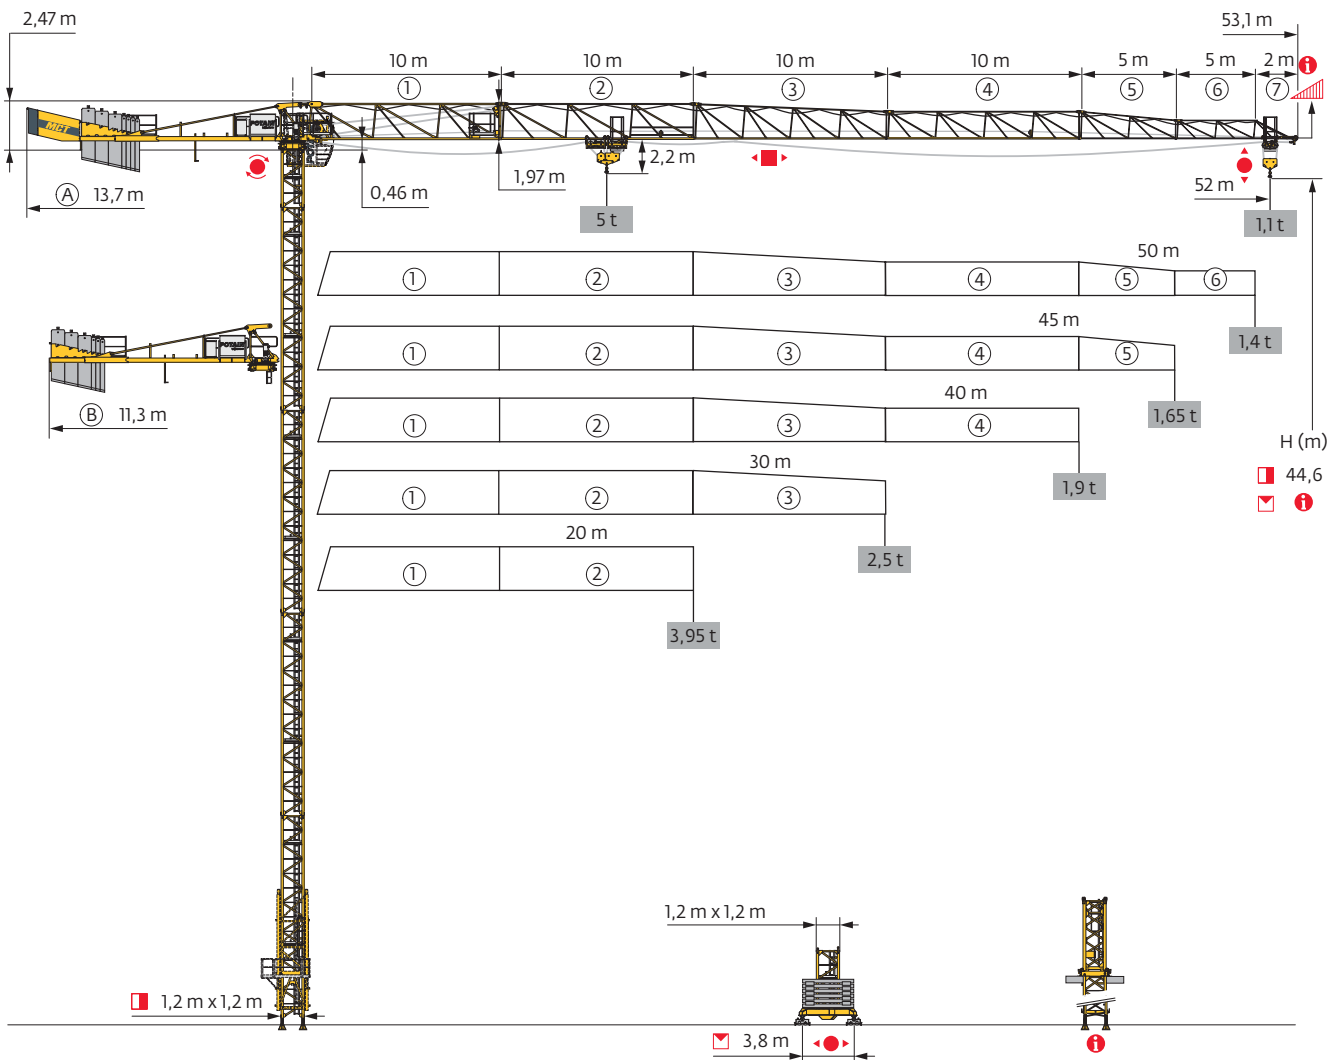 2,47 m
53,1 m
10 m 10 m 10 m 10 m 5 m 5 m 2 m i
1 2 3 4 5 6 7
MCT POTAIN
A 13,7 m
0,46 m
1,97 m
2,2 m
52 m
5 t
1,1 t
50 m
1 2 3 4 5 6
1,4 t
45 m
1 2 3 4 5
1,65 t
POTAIN
B 11,3 m
40 m
1 2 3 4
1,9 t
H (m)
44,6
i
30 m
1 2 3
2,5 t
20 m
1 2
3,95 t
1,2 m x 1,2 m
1,2 m x 1,2 m
3,8 m
i